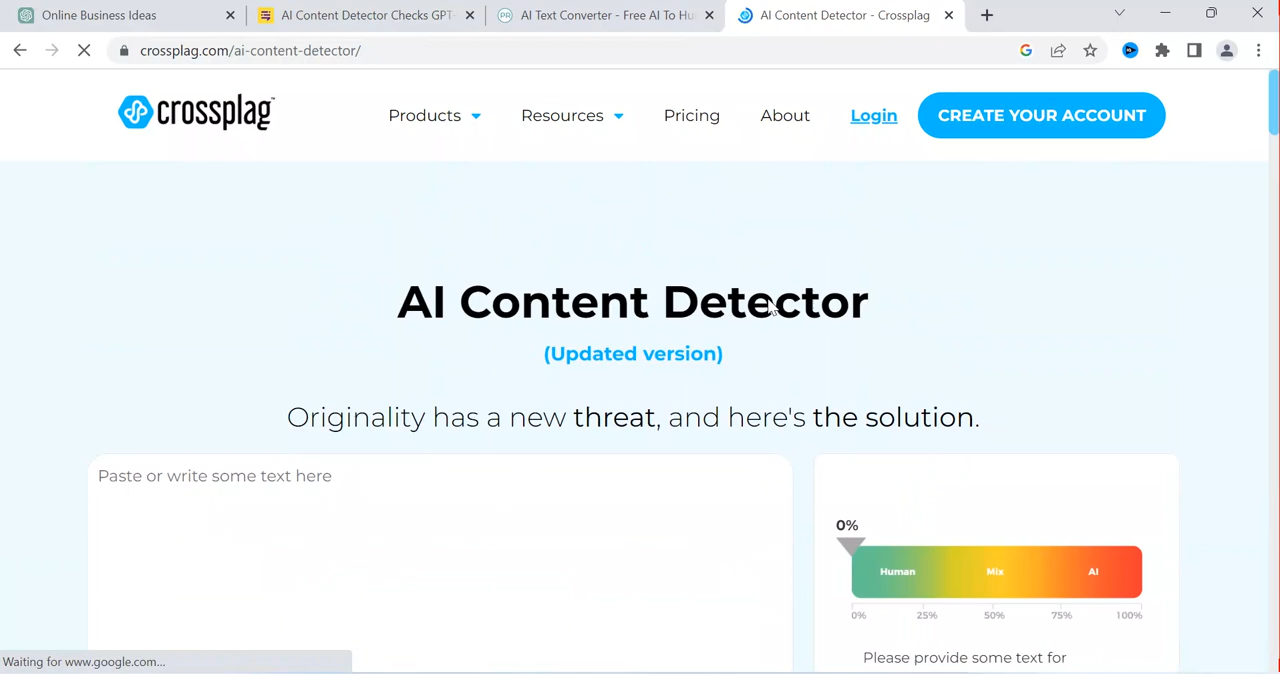 Online Business Ideas
AI Content Detector Checks GPT-
AI Text Converter - Free AI To Hu
AI Content Detector - Crossplag
crossplag.com/ai-content-detector/
crossplag
Products
Resources
Pricing
About
Login
CREATE YOUR ACCOUNT
AI Content Detector
(Updated version)
Originality has a new threat, and here's the solution.
Paste or write some text here
0%
Human
Mix
AI
0%
25%
50%
75%
100%
Please provide some text for
Waiting for www.google.com...